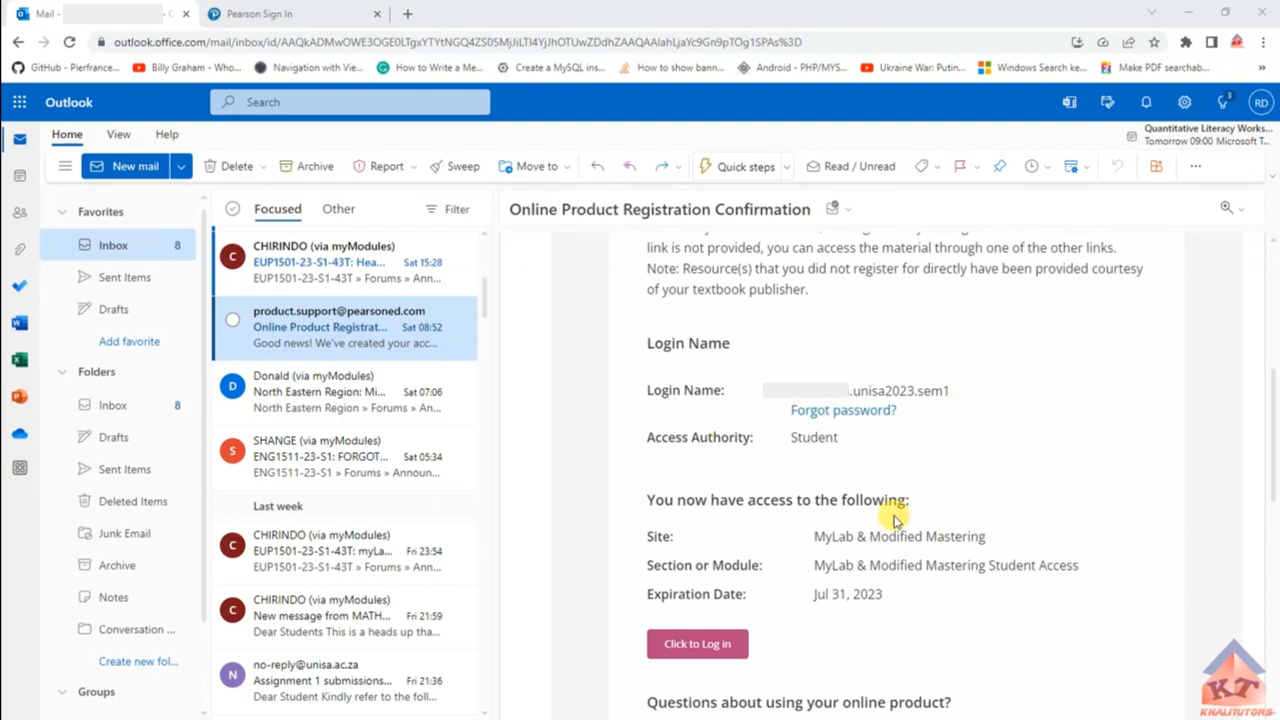 Mail - - C
Pearson Sign In
outlook.office.com/mail/inbox/id/AAQkADMwOWE3OGE0LTgxYTYtNGQ4ZS05MjJiLTI4YjJhOTUwZDdhZAAQAAlahLjaYc9Gn9pTOg1SPAs%3D
GitHub - Pierfrance...
Billy Graham - Who...
Navigation with Vie...
How to Write a Me...
Create a MySQL ins...
How to show bann...
Android - PHP/MYS...
Ukraine War: Putin...
Windows Search ke...
Make PDF searchab...
Outlook
Search
3
RD
Home
View
Help
Quantitative Literacy Works...
Tomorrow 09:00 Microsoft T...
New mail
Delete
Archive
Report
Sweep
Move to
Quick steps
Read / Unread
Favorites
Inbox 8
Sent Items
Drafts
Add favorite
Folders
Inbox 8
Drafts
Sent Items
Deleted Items
Junk Email
Archive
Notes
Conversation ...
Create new fol...
Groups
Focused
Other
Filter
C
CHIRINDO (via myModules)
EUP1501-23-S1-43T: Hea... Sat 15:28
EUP1501-23-S1-43T » Forums » Ann...
product.support@pearsoned.com
Online Product Registrat... Sat 08:52
Good news! We've created your acc...
D
Donald (via myModules)
North Eastern Region: Mi... Sat 07:06
North Eastern Region » Forums » An...
S
SHANGE (via myModules)
ENG1511-23-S1: FORGOT... Sat 05:34
ENG1511-23-S1 » Forums » Announ...
Last week
C
CHIRINDO (via myModules)
EUP1501-23-S1-43T: myLa... Fri 23:54
EUP1501-23-S1-43T » Forums » Ann...
C
CHIRINDO (via myModules)
New message from MATH... Fri 21:59
Dear Students This is a heads up tha...
N
no-reply@unisa.ac.za
Assignment 1 submissions... Fri 21:36
Dear Student Kindly refer to the foll...
Online Product Registration Confirmation
link is not provided, you can access the material through one of the other links.
Note: Resource(s) that you did not register for directly have been provided courtesy
of your textbook publisher.
Login Name
Login Name: .unisa2023.sem1
Forgot password?
Access Authority: Student
You now have access to the following:
Site: MyLab & Modified Mastering
Section or Module: MyLab & Modified Mastering Student Access
Expiration Date: Jul 31, 2023
Click to Log in
Questions about using your online product?
KT
KHALITUTORS